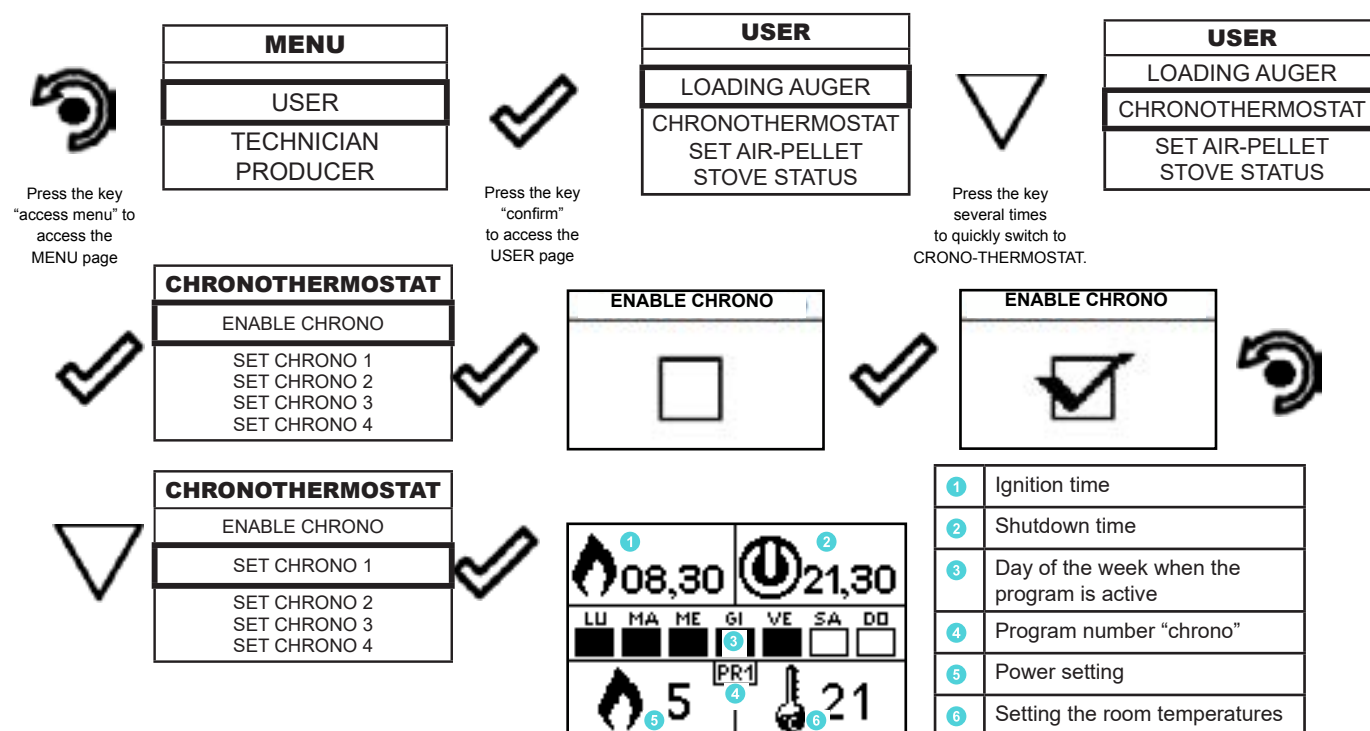 MENU
USER
TECHNICIAN
PRODUCER
Press the key
“access menu” to
access the
MENU page
Press the key
“confirm”
to access the
USER page
USER
LOADING AUGER
CHRONOTHERMOSTAT
SET AIR-PELLET
STOVE STATUS
Press the key
several times
to quickly switch to
CRONO-THERMOSTAT.
USER
LOADING AUGER
CHRONOTHERMOSTAT
SET AIR-PELLET
STOVE STATUS
CHRONOTHERMOSTAT
ENABLE CHRONO
SET CHRONO 1
SET CHRONO 2
SET CHRONO 3
SET CHRONO 4
ENABLE CHRONO
ENABLE CHRONO
CHRONOTHERMOSTAT
ENABLE CHRONO
SET CHRONO 1
SET CHRONO 2
SET CHRONO 3
SET CHRONO 4
1 08,30 2 21,30
LU MA ME GI VE SA DO
3
PR1
4
5 5 6 21
1 Ignition time
2 Shutdown time
3 Day of the week when the
program is active
4 Program number “chrono”
5 Power setting
6 Setting the room temperatures